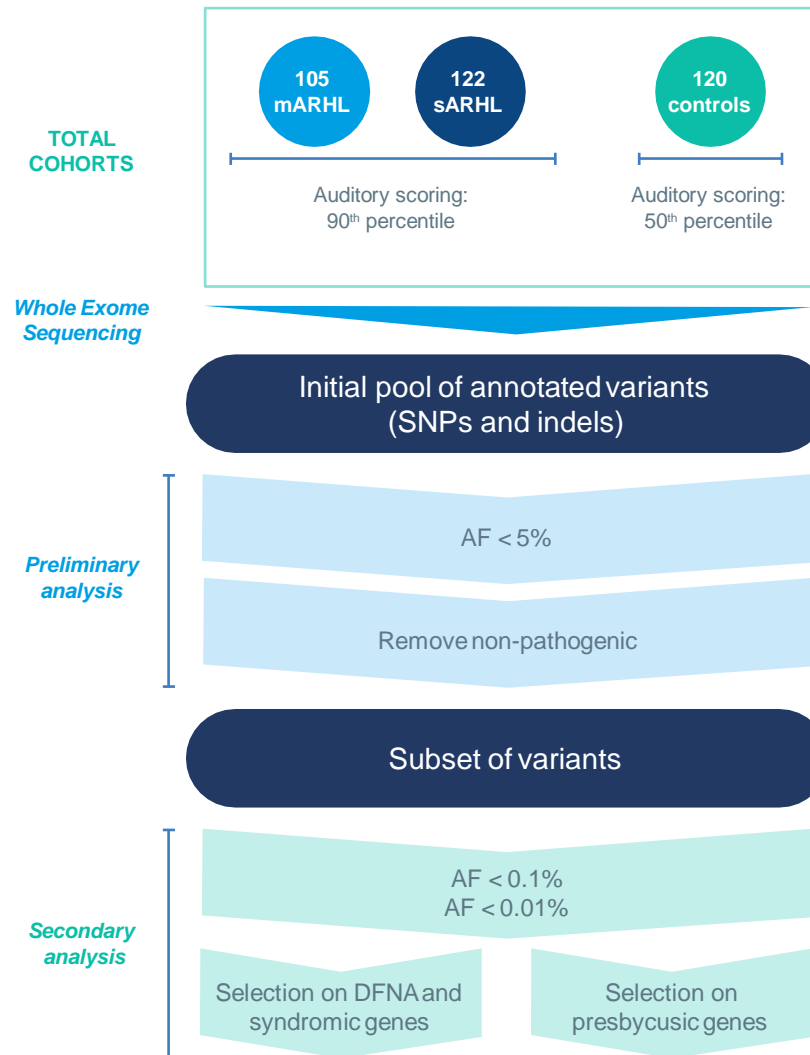 105
mARHL
122
sARHL
120
controls
TOTAL
COHORTS
Auditory scoring:
90th percentile
Auditory scoring:
50th percentile
Whole Exome
Sequencing
Initial pool of annotated variants
(SNPs and indels)
Preliminary
analysis
AF < 5%
Remove non-pathogenic
Subset of variants
Secondary
analysis
AF < 0.1%
AF < 0.01%
Selection on DFNA and
syndromic genes
Selection on
presbycusic genes